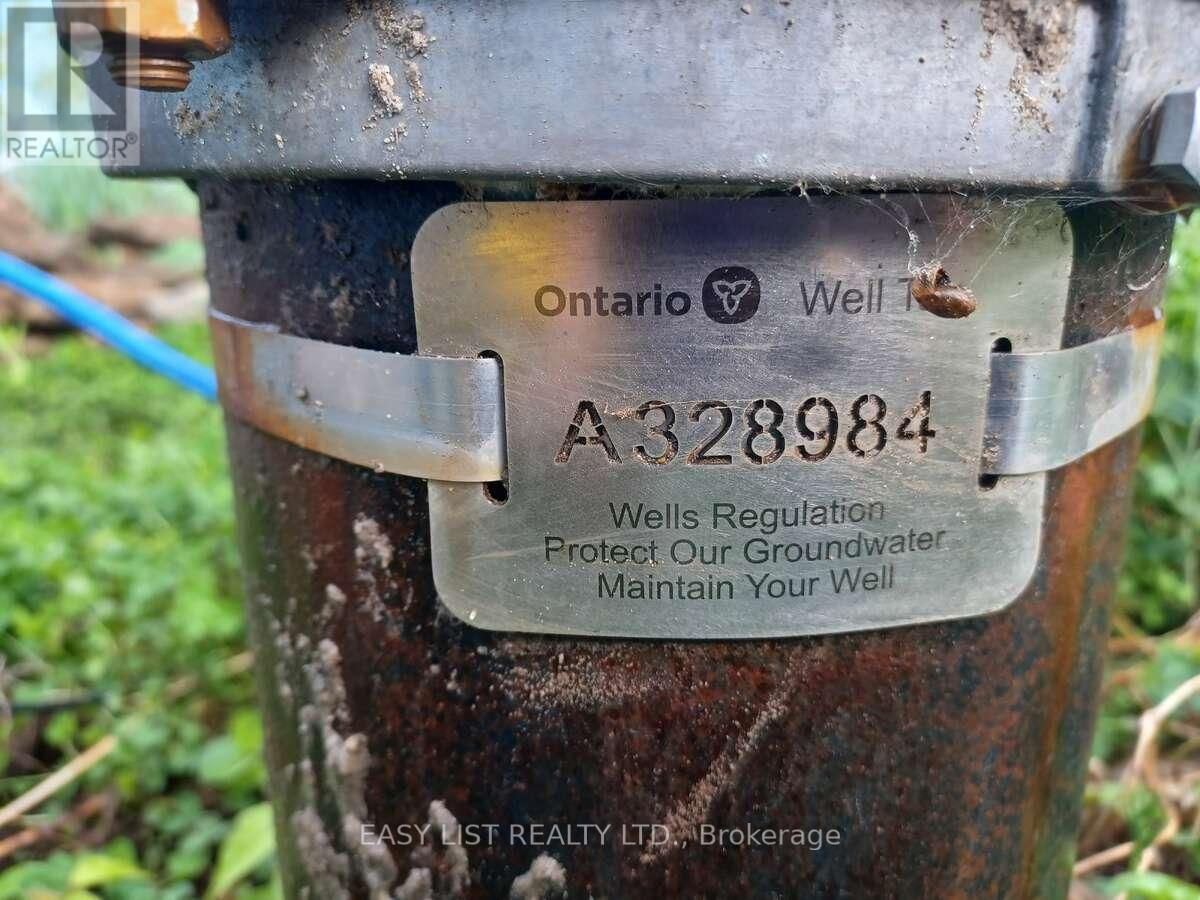 R
REALTOR®
Ontario Well
A328984
Wells Regulation
Protect Our Groundwater
Maintain Your Well
EASY LIST REALTY LTD., Brokerage